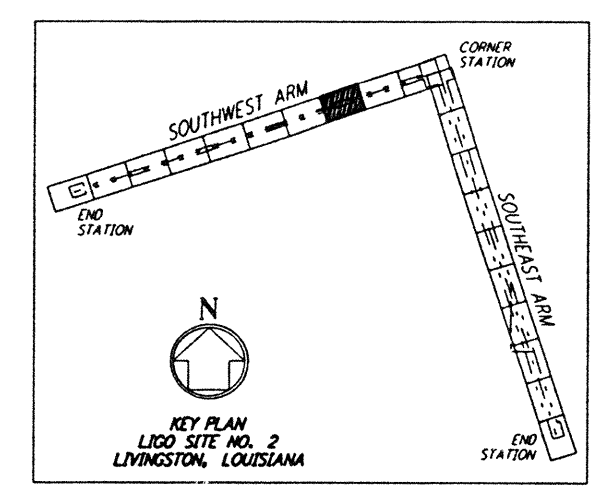 CORNER
STATION
SOUTHWEST ARM
END
STATION
SOUTHEAST ARM
N
KEY PLAN
LIGO SITE NO. 2
LIVINGSTON, LOUISIANA
END
STATION